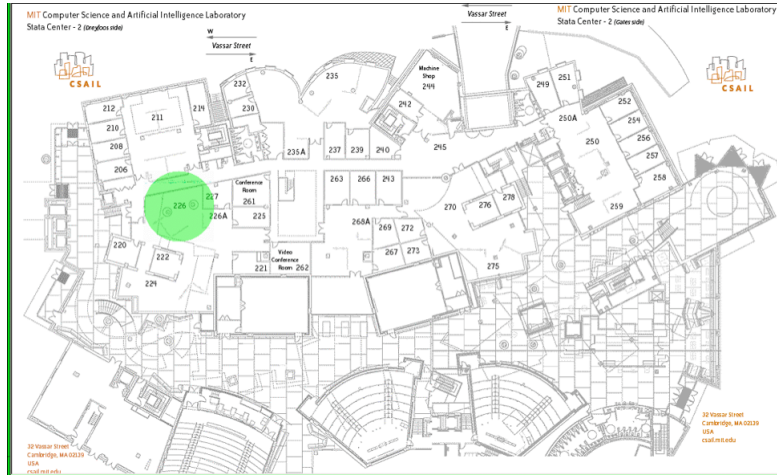 MIT Computer Science and Artificial Intelligence Laboratory
Stata Center - 2 (Dreyfoos side)
MIT Computer Science and Artificial Intelligence Laboratory
Stata Center - 2 (Gates side)
W
Vassar Street
E
Vassar Street
E
CSAIL
CSAIL
Machine
Shop
244
235
232
230
242
249
251
212
211
214
210
208
206
235A
237
239
240
245
250A
250
252
254
256
257
258
259
226
227
226A
Conference
Room
261
225
263
266
243
270
276
278
268A
269
272
267
273
275
220
222
224
221
Video
Conference
Room 262
32 Vassar Street
Cambridge, MA 02139
USA
csail.mit.edu
32 Vassar Street
Cambridge, MA 02139
USA
csail.mit.edu